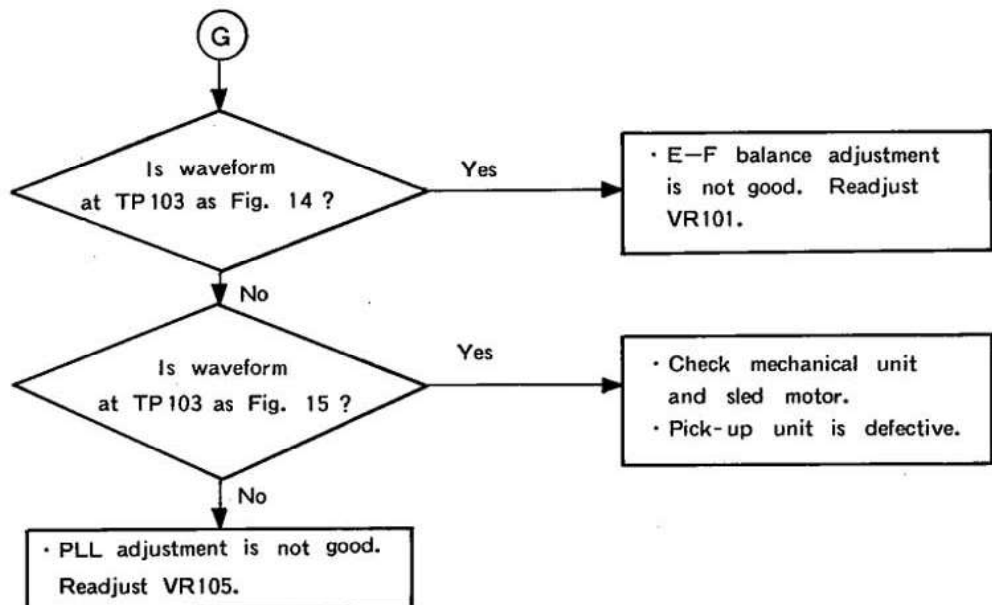 G
Is waveform
at TP103 as Fig. 14 ?
Yes
· E-F balance adjustment
is not good. Readjust
VR101.
No
Is waveform
at TP103 as Fig. 15 ?
Yes
· Check mechanical unit
and sled motor.
· Pick-up unit is defective.
No
· PLL adjustment is not good.
Readjust VR105.